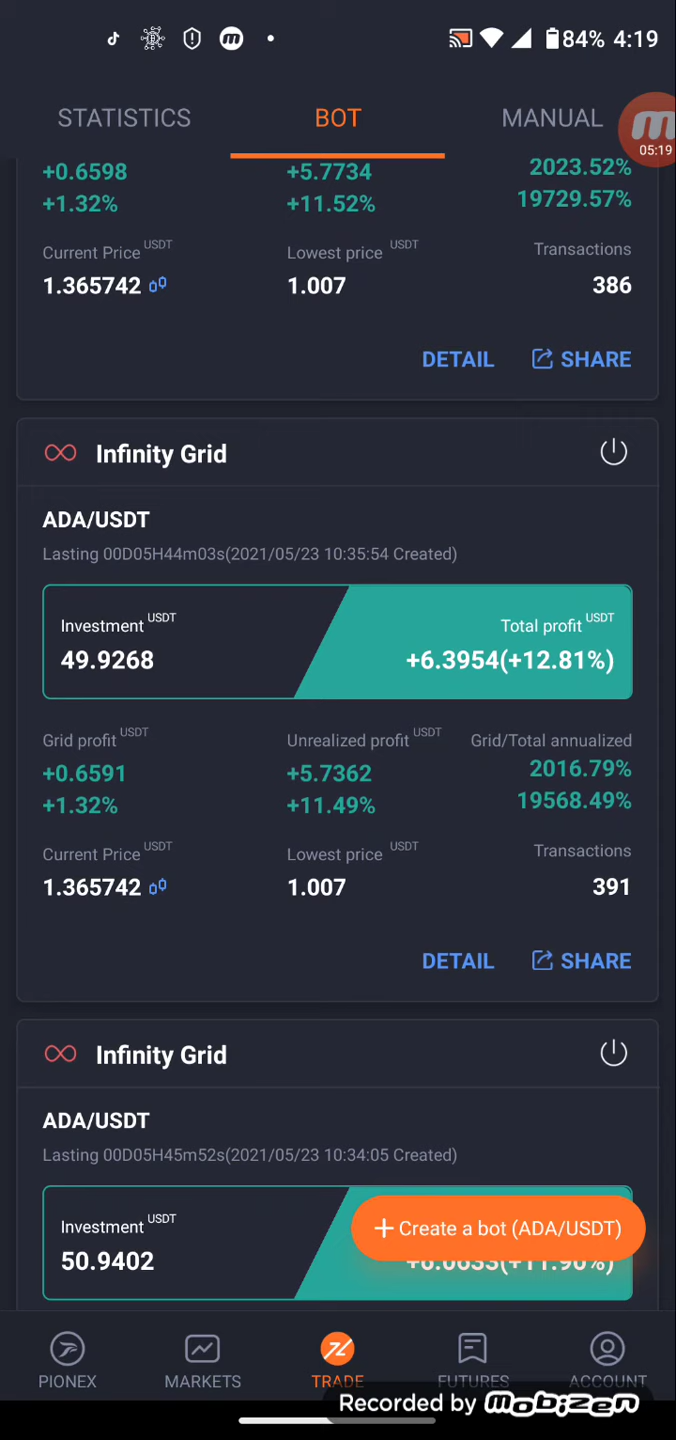 84% 4:19
STATISTICS BOT MANUAL
05:19
+0.6598 +5.7734 2023.52%
+1.32% +11.52% 19729.57%
Current Price USDT Lowest price USDT Transactions
1.365742 1.007 386
DETAIL SHARE
Infinity Grid
ADA/USDT
Lasting 00D05H44m03s(2021/05/23 10:35:54 Created)
Investment USDT Total profit USDT
49.9268 +6.3954(+12.81%)
Grid profit USDT Unrealized profit USDT Grid/Total annualized
+0.6591 +5.7362 2016.79%
+1.32% +11.49% 19568.49%
Current Price USDT Lowest price USDT Transactions
1.365742 1.007 391
DETAIL SHARE
Infinity Grid
ADA/USDT
Lasting 00D05H45m52s(2021/05/23 10:34:05 Created)
Investment USDT
+ Create a bot (ADA/USDT)
50.9402 +6.0633(+11.90%)
PIONEX MARKETS TRADE FUTURES ACCOUNT
Recorded by mobizen